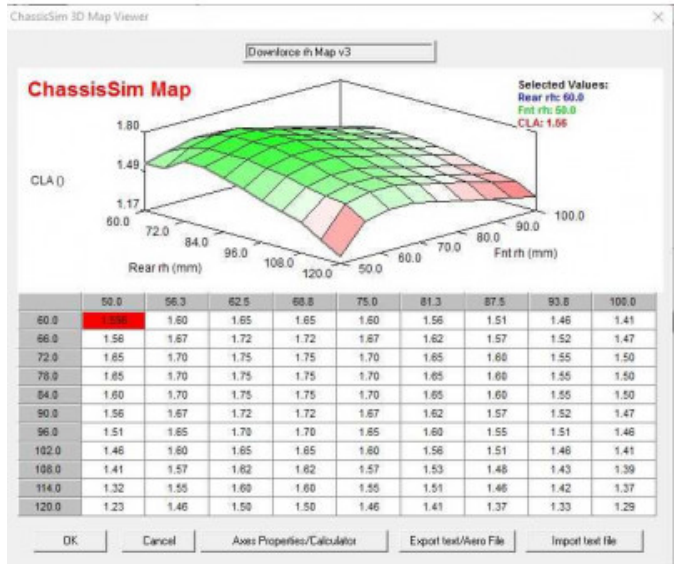 ChassisSim 3D Map Viewer
Downforce rh Map v3
ChassisSim Map
Selected Values:
Rear rh: 60.0
Fnt rh: 50.0
CLA: 1.56
1.80
1.49
CLA ()
1.17
60.0 72.0 84.0 96.0 108.0 120.0
Rear rh (mm)
50.0 60.0 70.0 80.0 90.0 100.0
Fnt rh (mm)
50.0 56.3 62.5 68.8 75.0 81.3 87.5 93.8 100.0
60.0 1.60 1.65 1.65 1.60 1.56 1.51 1.46 1.41
66.0 1.56 1.67 1.72 1.72 1.67 1.62 1.57 1.52 1.47
72.0 1.65 1.70 1.75 1.75 1.70 1.65 1.60 1.55 1.50
78.0 1.65 1.70 1.75 1.75 1.70 1.65 1.60 1.55 1.50
84.0 1.60 1.70 1.75 1.75 1.70 1.65 1.60 1.55 1.50
90.0 1.56 1.67 1.72 1.72 1.67 1.62 1.57 1.52 1.47
96.0 1.51 1.65 1.70 1.70 1.65 1.60 1.55 1.51 1.46
102.0 1.46 1.60 1.65 1.65 1.60 1.56 1.51 1.46 1.41
108.0 1.41 1.57 1.62 1.62 1.57 1.53 1.48 1.43 1.39
114.0 1.32 1.55 1.60 1.60 1.55 1.51 1.46 1.42 1.37
120.0 1.23 1.46 1.50 1.50 1.46 1.41 1.37 1.33 1.29
OK Cancel Axes Properties/Calculator Export text/Aero File Import text file